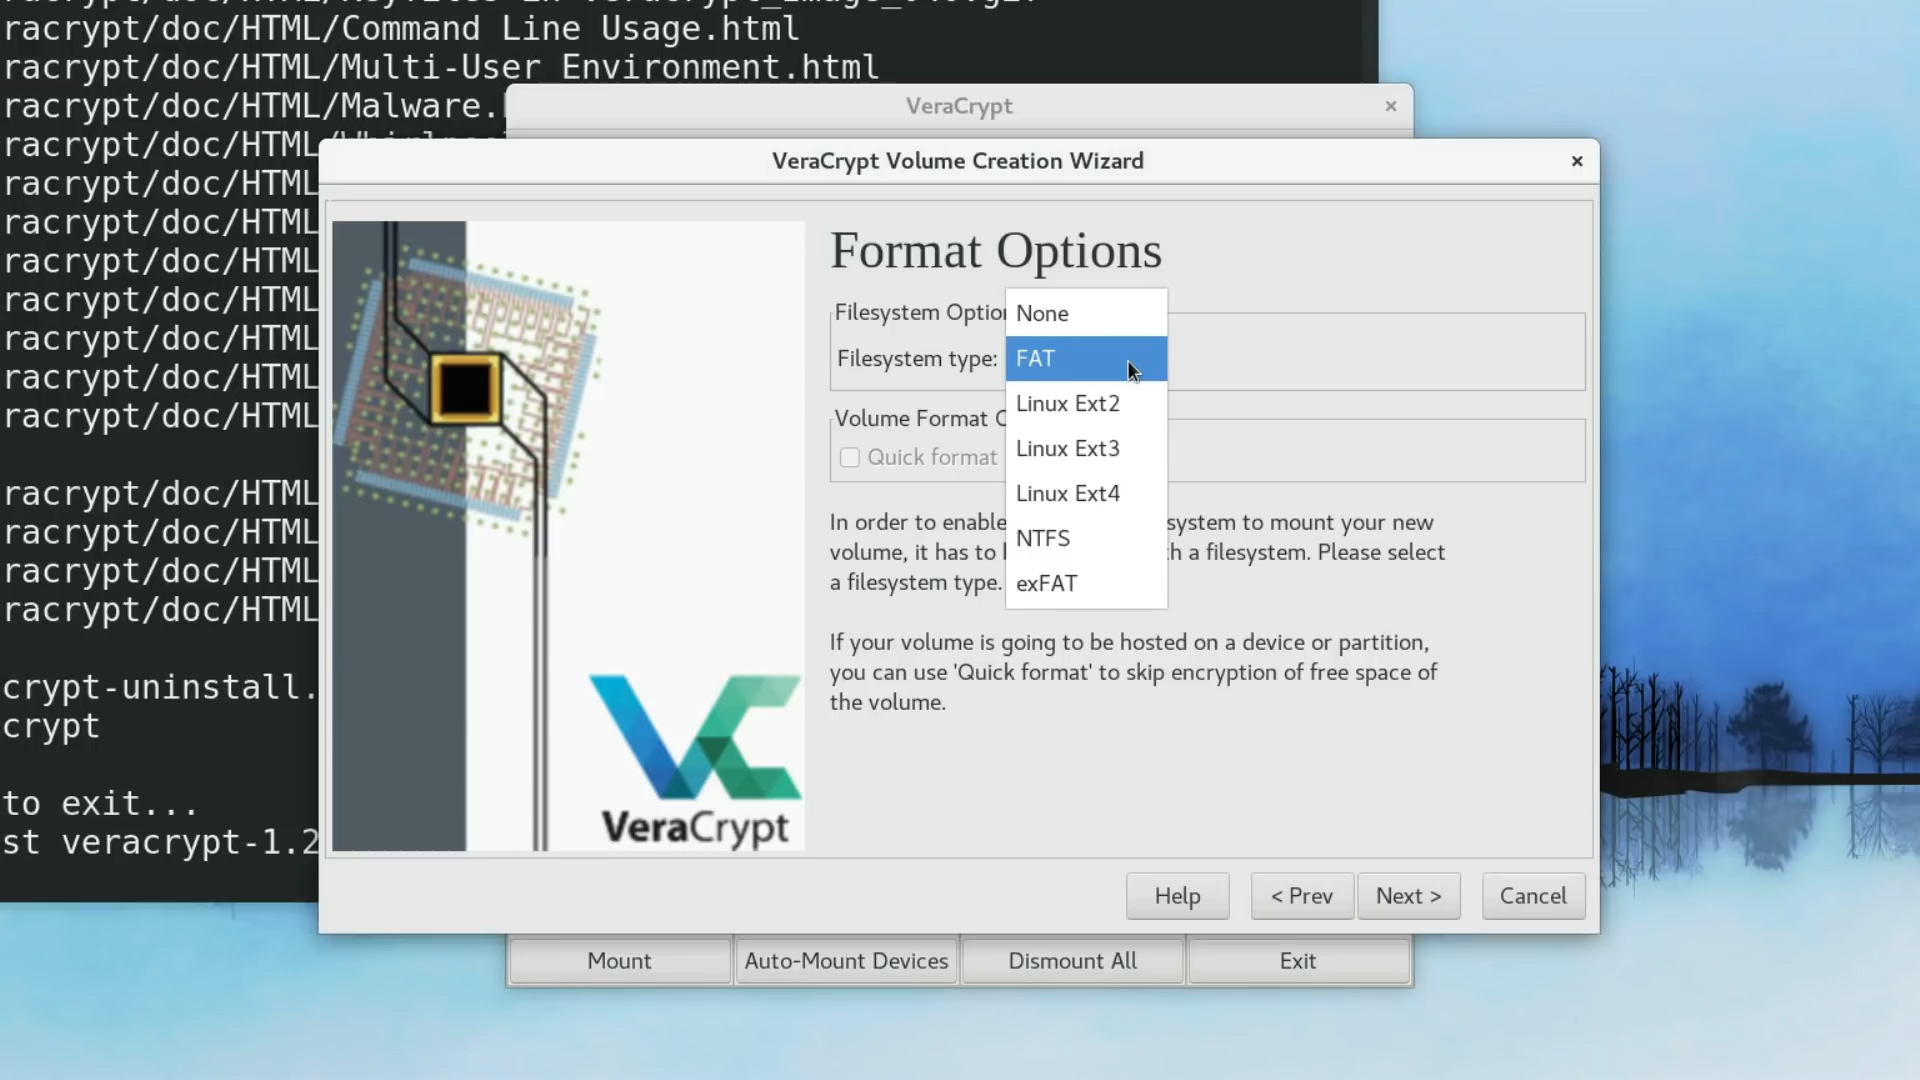 racrypt/doc/HTML/Command Line Usage.html
racrypt/doc/HTML/Multi-User Environment.html
racrypt/doc/HTML/Malware.
racrypt/doc/HTML
racrypt/doc/HTML
racrypt/doc/HTML
racrypt/doc/HTML
racrypt/doc/HTML
racrypt/doc/HTML
racrypt/doc/HTML
racrypt/doc/HTML
racrypt/doc/HTML
racrypt/doc/HTML
racrypt/doc/HTML
racrypt/doc/HTML
crypt-uninstall.
crypt
to exit...
st veracrypt-1.2
VeraCrypt
VeraCrypt Volume Creation Wizard
Format Options
Filesystem Option
Filesystem type:
None
FAT
Linux Ext2
Linux Ext3
Linux Ext4
NTFS
exFAT
Volume Format
Quick format
In order to enable system to mount your new
volume, it has to a filesystem. Please select
a filesystem type.
If your volume is going to be hosted on a device or partition,
you can use 'Quick format' to skip encryption of free space of
the volume.
VeraCrypt
Help
< Prev
Next >
Cancel
Mount
Auto-Mount Devices
Dismount All
Exit